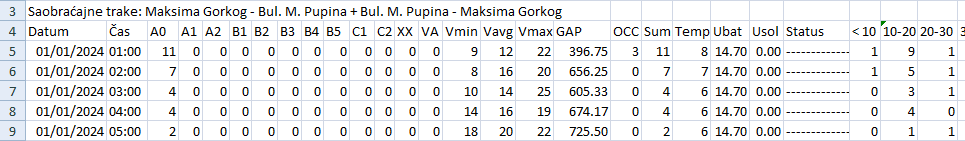 3 Saobraćajne trake: Maksima Gorkog - Bul. M. Pupina + Bul. M. Pupina - Maksima Gorkog
4 Datum Čas A0 A1 A2 B1 B2 B3 B4 B5 C1 C2 XX VA Vmin Vavg Vmax GAP OCC Sum Temp Ubat Usol Status < 10 10-20 20-30
5 01/01/2024 01:00 11 0 0 0 0 0 0 0 0 0 0 0 9 12 22 396.75 3 11 8 14.70 0.00 ------------- 1 9 1
6 01/01/2024 02:00 7 0 0 0 0 0 0 0 0 0 0 0 8 16 20 656.25 0 7 7 14.70 0.00 ------------- 1 5 1
7 01/01/2024 03:00 4 0 0 0 0 0 0 0 0 0 0 0 10 14 25 605.33 0 4 6 14.70 0.00 ------------- 0 3 1
8 01/01/2024 04:00 4 0 0 0 0 0 0 0 0 0 0 0 14 16 19 674.17 0 4 6 14.70 0.00 ------------- 0 4 0
9 01/01/2024 05:00 2 0 0 0 0 0 0 0 0 0 0 0 18 20 22 725.50 0 2 6 14.70 0.00 ------------- 0 1 1